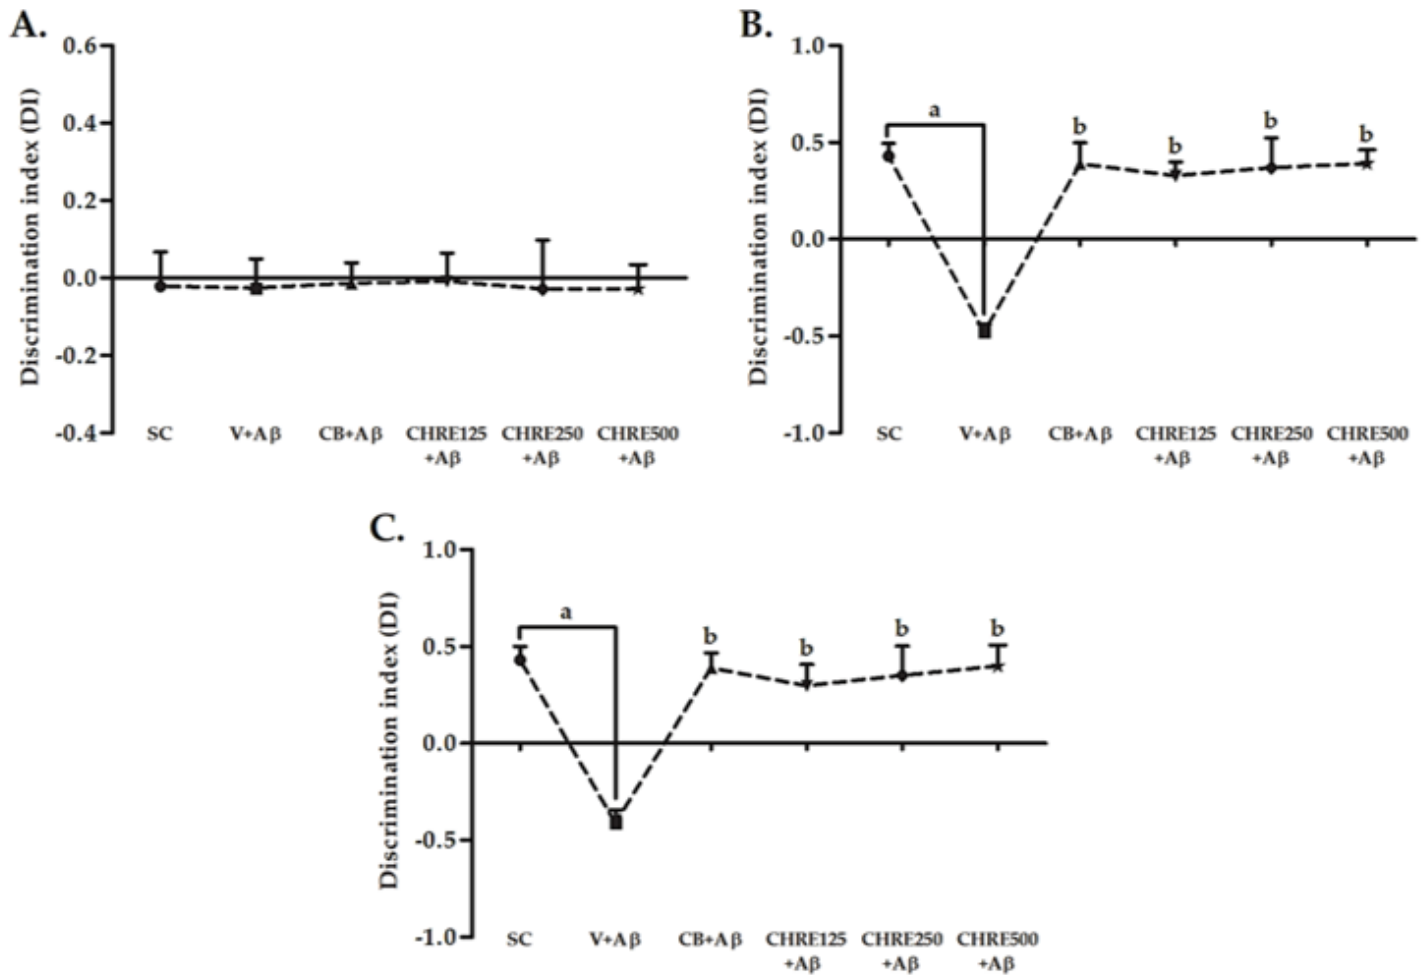 A.
Discrimination index (DI)
0.6
0.4
0.2
0.0
-0.2
-0.4
SC V+Aβ CB+Aβ CHRE125 CHRE250 CHRE500
+Aβ +Aβ +Aβ
B.
Discrimination index (DI)
1.0
0.5
0.0
-0.5
-1.0
a b b b b
SC V+Aβ CB+Aβ CHRE125 CHRE250 CHRE500
+Aβ +Aβ +Aβ
C.
Discrimination index (DI)
1.0
0.5
0.0
-0.5
-1.0
a b b b b
SC V+Aβ CB+Aβ CHRE125 CHRE250 CHRE500
+Aβ +Aβ +Aβ